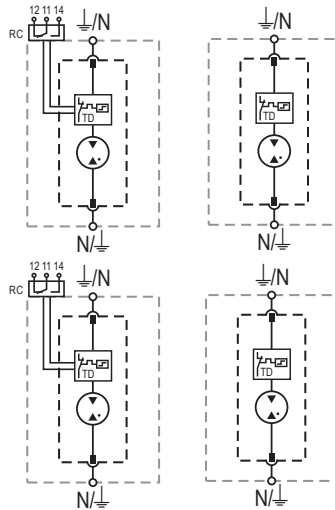 12 11 14
⏚/N
RC
TD
TD
N/⏚
N/⏚
12 11 14
⏚/N
⏚/N
RC
TD
TD
N/⏚
N/⏚